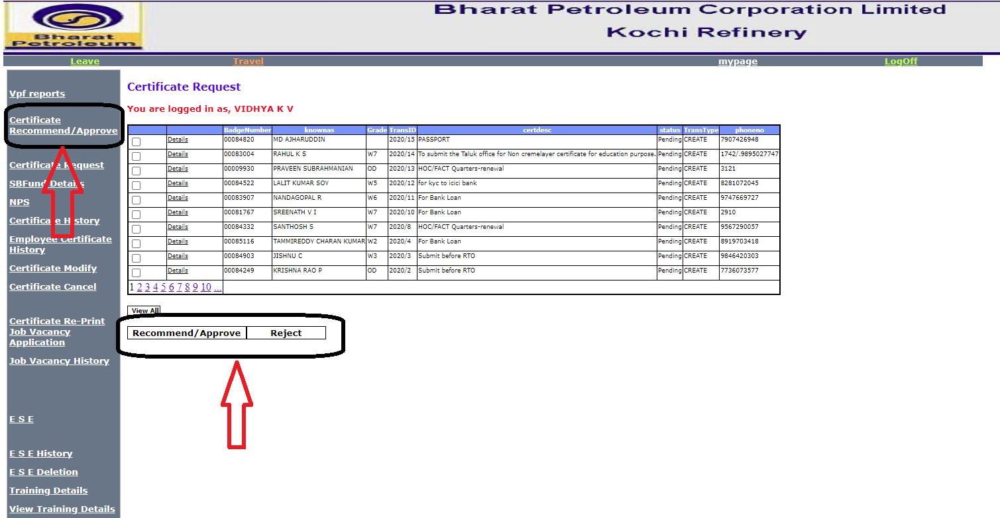 Bharat Petroleum Corporation Limited
Kochi Refinery
Bharat
Petroleum
Leave Travel mypage LogOff
Vpf reports
Certificate
Recommend/Approve
Certificate Request
SBFund Details
NPS
Certificate History
Employee Certificate
History
Certificate Modify
Certificate Cancel
Certificate Re-Print
Job Vacancy
Application
Job Vacancy History
E S E
E S E History
E S E Deletion
Training Details
View Training Details
Certificate Request
You are logged in as, VIDHYA K V
BadgeNumber knownas Grade TransID certdesc status TransType phoneno
Details 00084820 MD AJHARUDDIN 2020/15 PASSPORT Pending CREATE 7907426948
Details 00083004 RAHUL K S W7 2020/14 To submit the Taluk office for Non cremelayer certificate for education purpose. Pending CREATE 1742/.9895027747
Details 00009930 PRAVEEN SUBRAHMANIAN OD 2020/13 HOC/FACT Quarters-renewal Pending CREATE 3121
Details 00084522 LALIT KUMAR SOY W5 2020/12 for kyc to icici bank Pending CREATE 8281072045
Details 00083907 NANDAGOPAL R W6 2020/11 For Bank Loan Pending CREATE 9747669727
Details 00081767 SREENATH V I W7 2020/10 For Bank Loan Pending CREATE 2910
Details 00084332 SANTHOSH S W7 2020/8 HOC/FACT Quarters-renewal Pending CREATE 9567290057
Details 00085116 TAMMIREDDY CHARAN KUMAR W2 2020/4 For Bank Loan Pending CREATE 8919703418
Details 00084903 JISHNU C W3 2020/3 Submit before RTO Pending CREATE 9846420303
Details 00084249 KRISHNA RAO P OD 2020/2 Submit before RTO Pending CREATE 7736073577
1 2 3 4 5 6 7 8 9 10 ...
View All
Recommend/Approve Reject